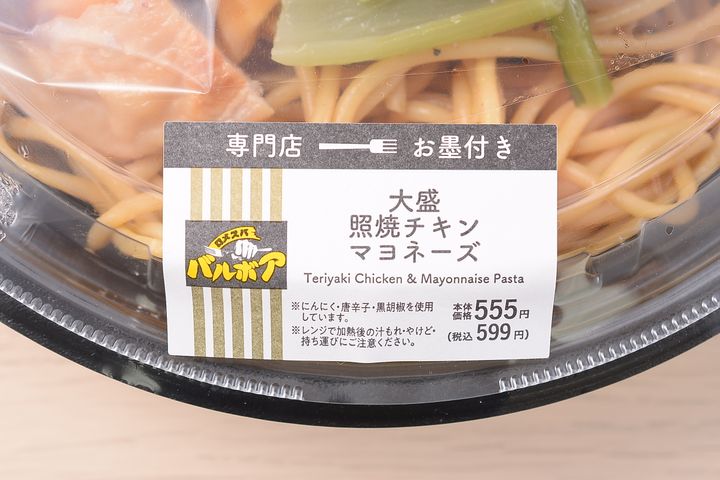 専門店 お墨付き
ロメスパ
バルボア
大盛
照焼チキン
マヨネーズ
Teriyaki Chicken & Mayonnaise Pasta
※にんにく・唐辛子・黒胡椒を使用
しています。
※レンジで加熱後の汁もれ・やけど・
持ち運びにご注意ください。
本体価格 555円
(税込 599円)